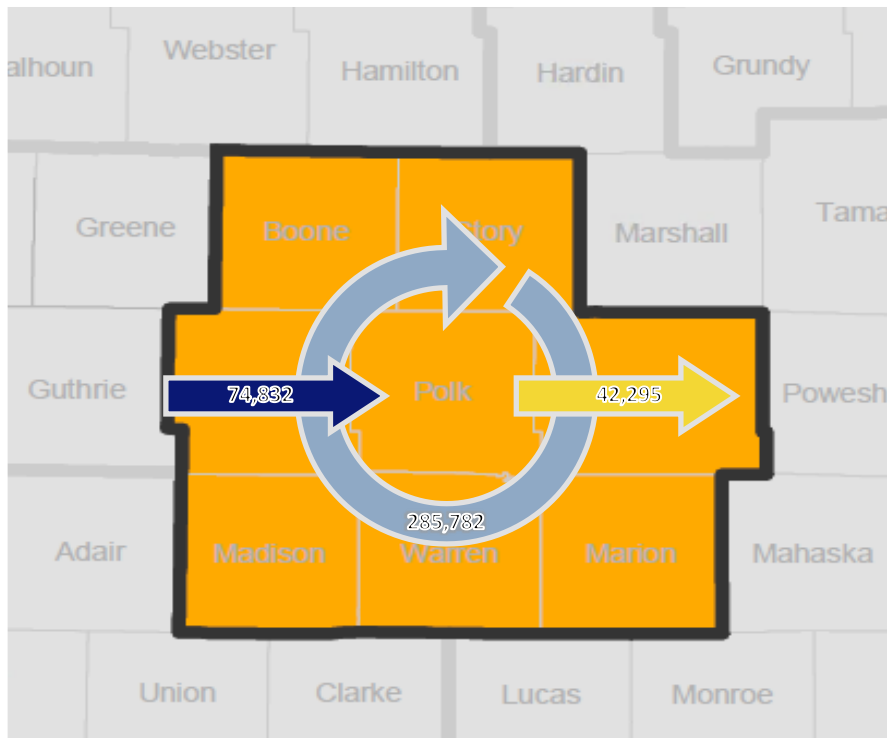 Webster
alhoun
Hamilton
Hardin
Grundy
Greene
Boone
Story
Marshall
Tama
Guthrie
74,832
Polk
42,295
Powesh
285,782
Adair
Madison
Warren
Marion
Mahaska
Union
Clarke
Lucas
Monroe